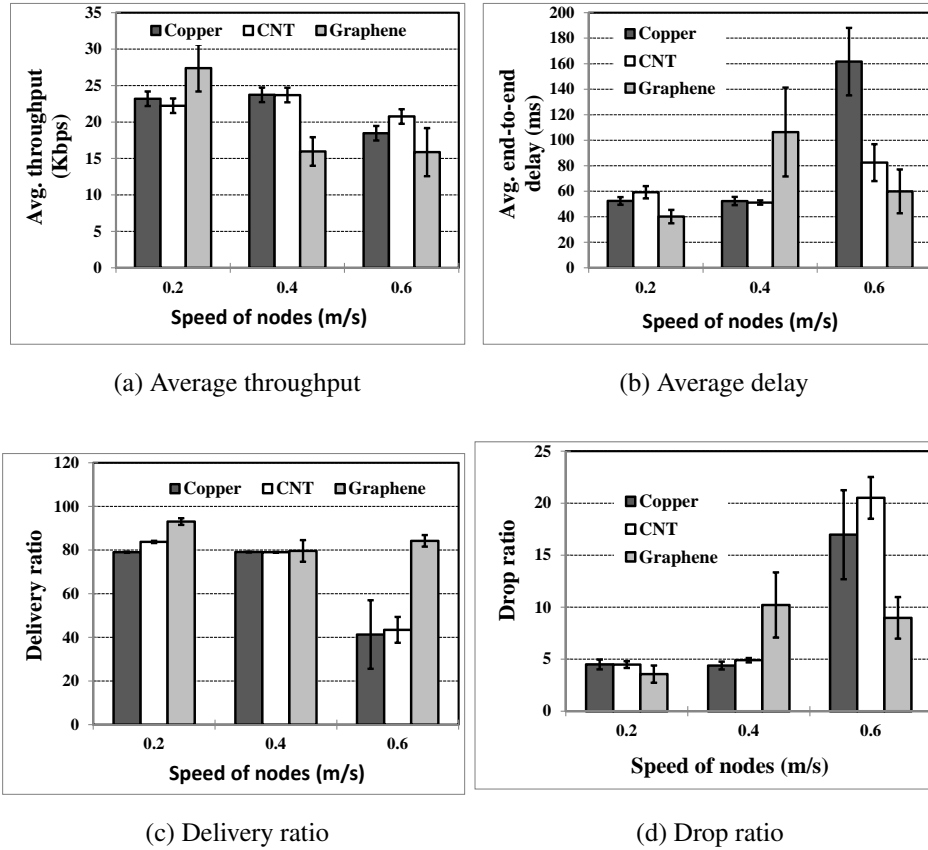 35
30
25
20
15
10
5
0
Avg. throughput
(Kbps)
Copper CNT Graphene
0.2 0.4 0.6
Speed of nodes (m/s)
(a) Average throughput
200
180
160
140
120
100
80
60
40
20
0
Avg. end-to-end
delay (ms)
Copper
CNT
Graphene
0.2 0.4 0.6
Speed of nodes (m/s)
(b) Average delay
120
100
80
60
40
20
0
Delivery ratio
Copper CNT Graphene
0.2 0.4 0.6
Speed of nodes (m/s)
(c) Delivery ratio
25
20
15
10
5
0
Drop ratio
Copper
CNT
Graphene
0.2 0.4 0.6
Speed of nodes (m/s)
(d) Drop ratio